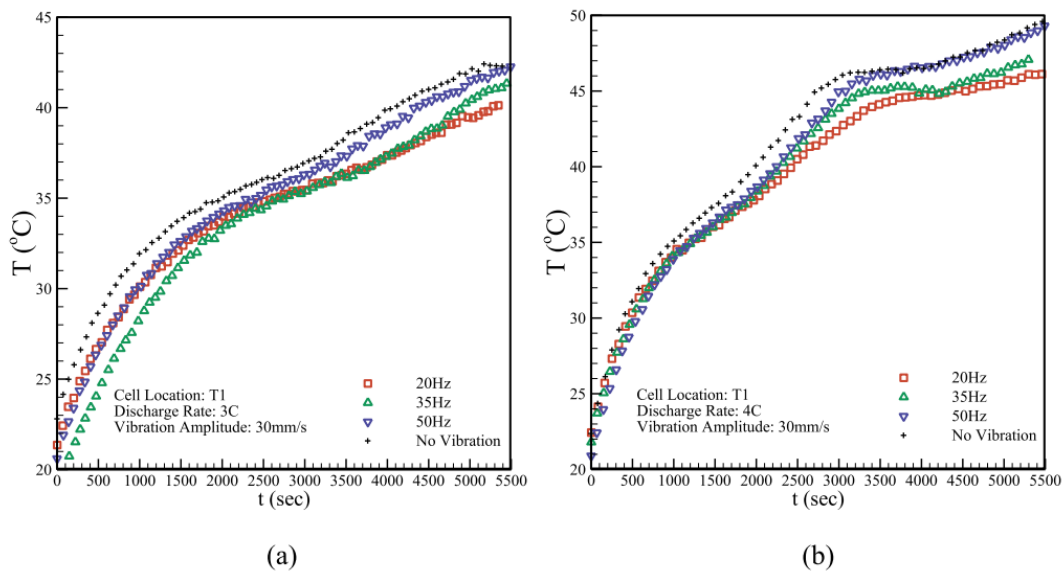 45
40
35
30
25
20
T (°C)
Cell Location: T1
Discharge Rate: 3C
Vibration Amplitude: 30mm/s
20Hz
35Hz
50Hz
No Vibration
0 500 1000 1500 2000 2500 3000 3500 4000 4500 5000 5500
t (sec)
(a)
50
45
40
35
30
25
20
T (°C)
Cell Location: T1
Discharge Rate: 4C
Vibration Amplitude: 30mm/s
20Hz
35Hz
50Hz
No Vibration
0 500 1000 1500 2000 2500 3000 3500 4000 4500 5000 5500
t (sec)
(b)